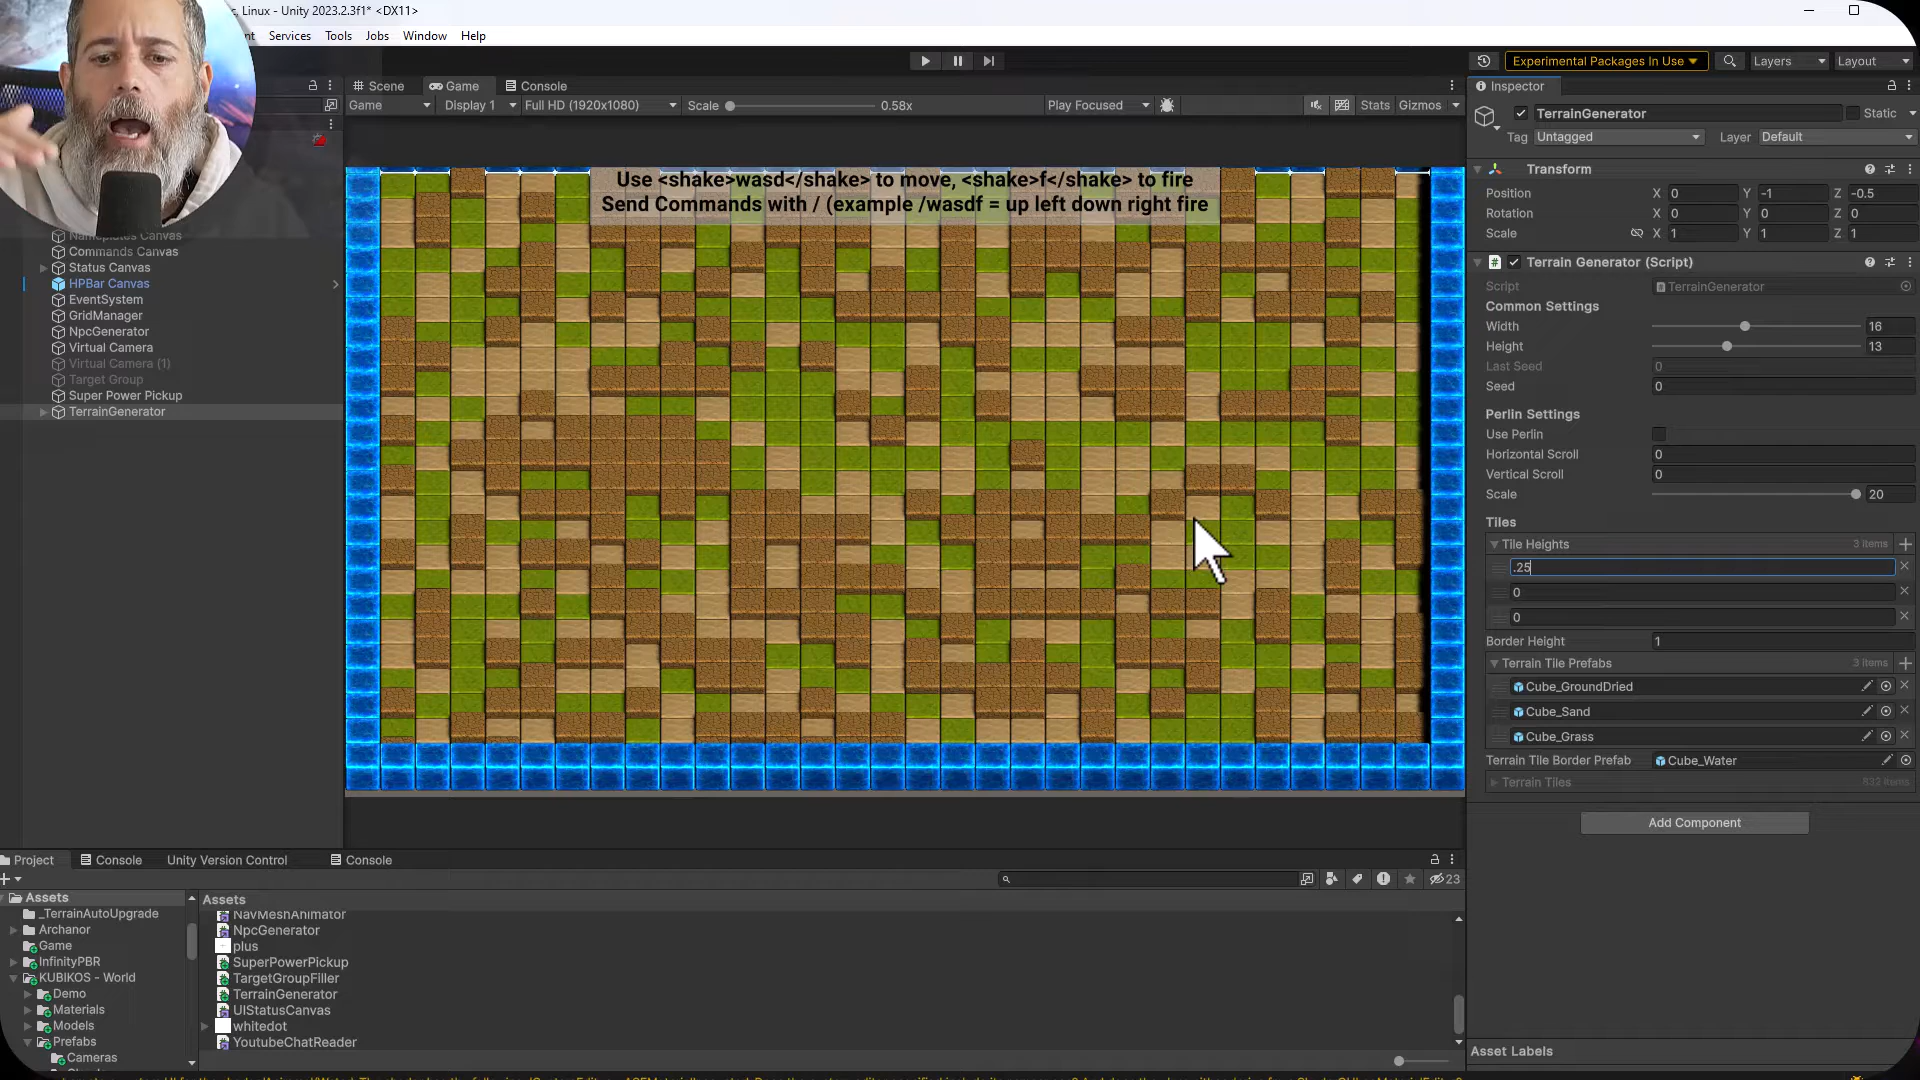 c, Linux - Unity 2023.2.3f1* <DX11>
Services Tools Jobs Window Help
Experimental Packages In Use ▼ Layers Layout
Scene Game Console
Game Display 1 Full HD (1920x1080) Scale 0.58x Play Focused Stats Gizmos
Use <shake>wasd</shake> to move, <shake>f</shake> to fire
Send Commands with / (example /wasdf = up left down right fire
Nameplates Canvas
Commands Canvas
Status Canvas
HPBar Canvas
EventSystem
GridManager
NpcGenerator
Virtual Camera
Virtual Camera (1)
Target Group
Super Power Pickup
TerrainGenerator
Inspector
TerrainGenerator Static
Tag Untagged Layer Default
Transform
Position X 0 Y -1 Z -0.5
Rotation X 0 Y 0 Z 0
Scale X 1 Y 1 Z 1
# Terrain Generator (Script)
Script TerrainGenerator
Common Settings
Width 16
Height 13
Last Seed 0
Seed 0
Perlin Settings
Use Perlin
Horizontal Scroll 0
Vertical Scroll 0
Scale 20
Tiles
Tile Heights 3 items
.25
0
0
Border Height 1
Terrain Tile Prefabs 3 items
Cube_GroundDried
Cube_Sand
Cube_Grass
Terrain Tile Border Prefab Cube_Water
Terrain Tiles 832 items
Add Component
Asset Labels
Project Console Unity Version Control Console
23
Assets
_TerrainAutoUpgrade
Archanor
Game
InfinityPBR
KUBIKOS - World
Demo
Materials
Models
Prefabs
Cameras
Assets
NavMeshAnimator
NpcGenerator
plus
SuperPowerPickup
TargetGroupFiller
TerrainGenerator
UIStatusCanvas
whitedot
YoutubeChatReader